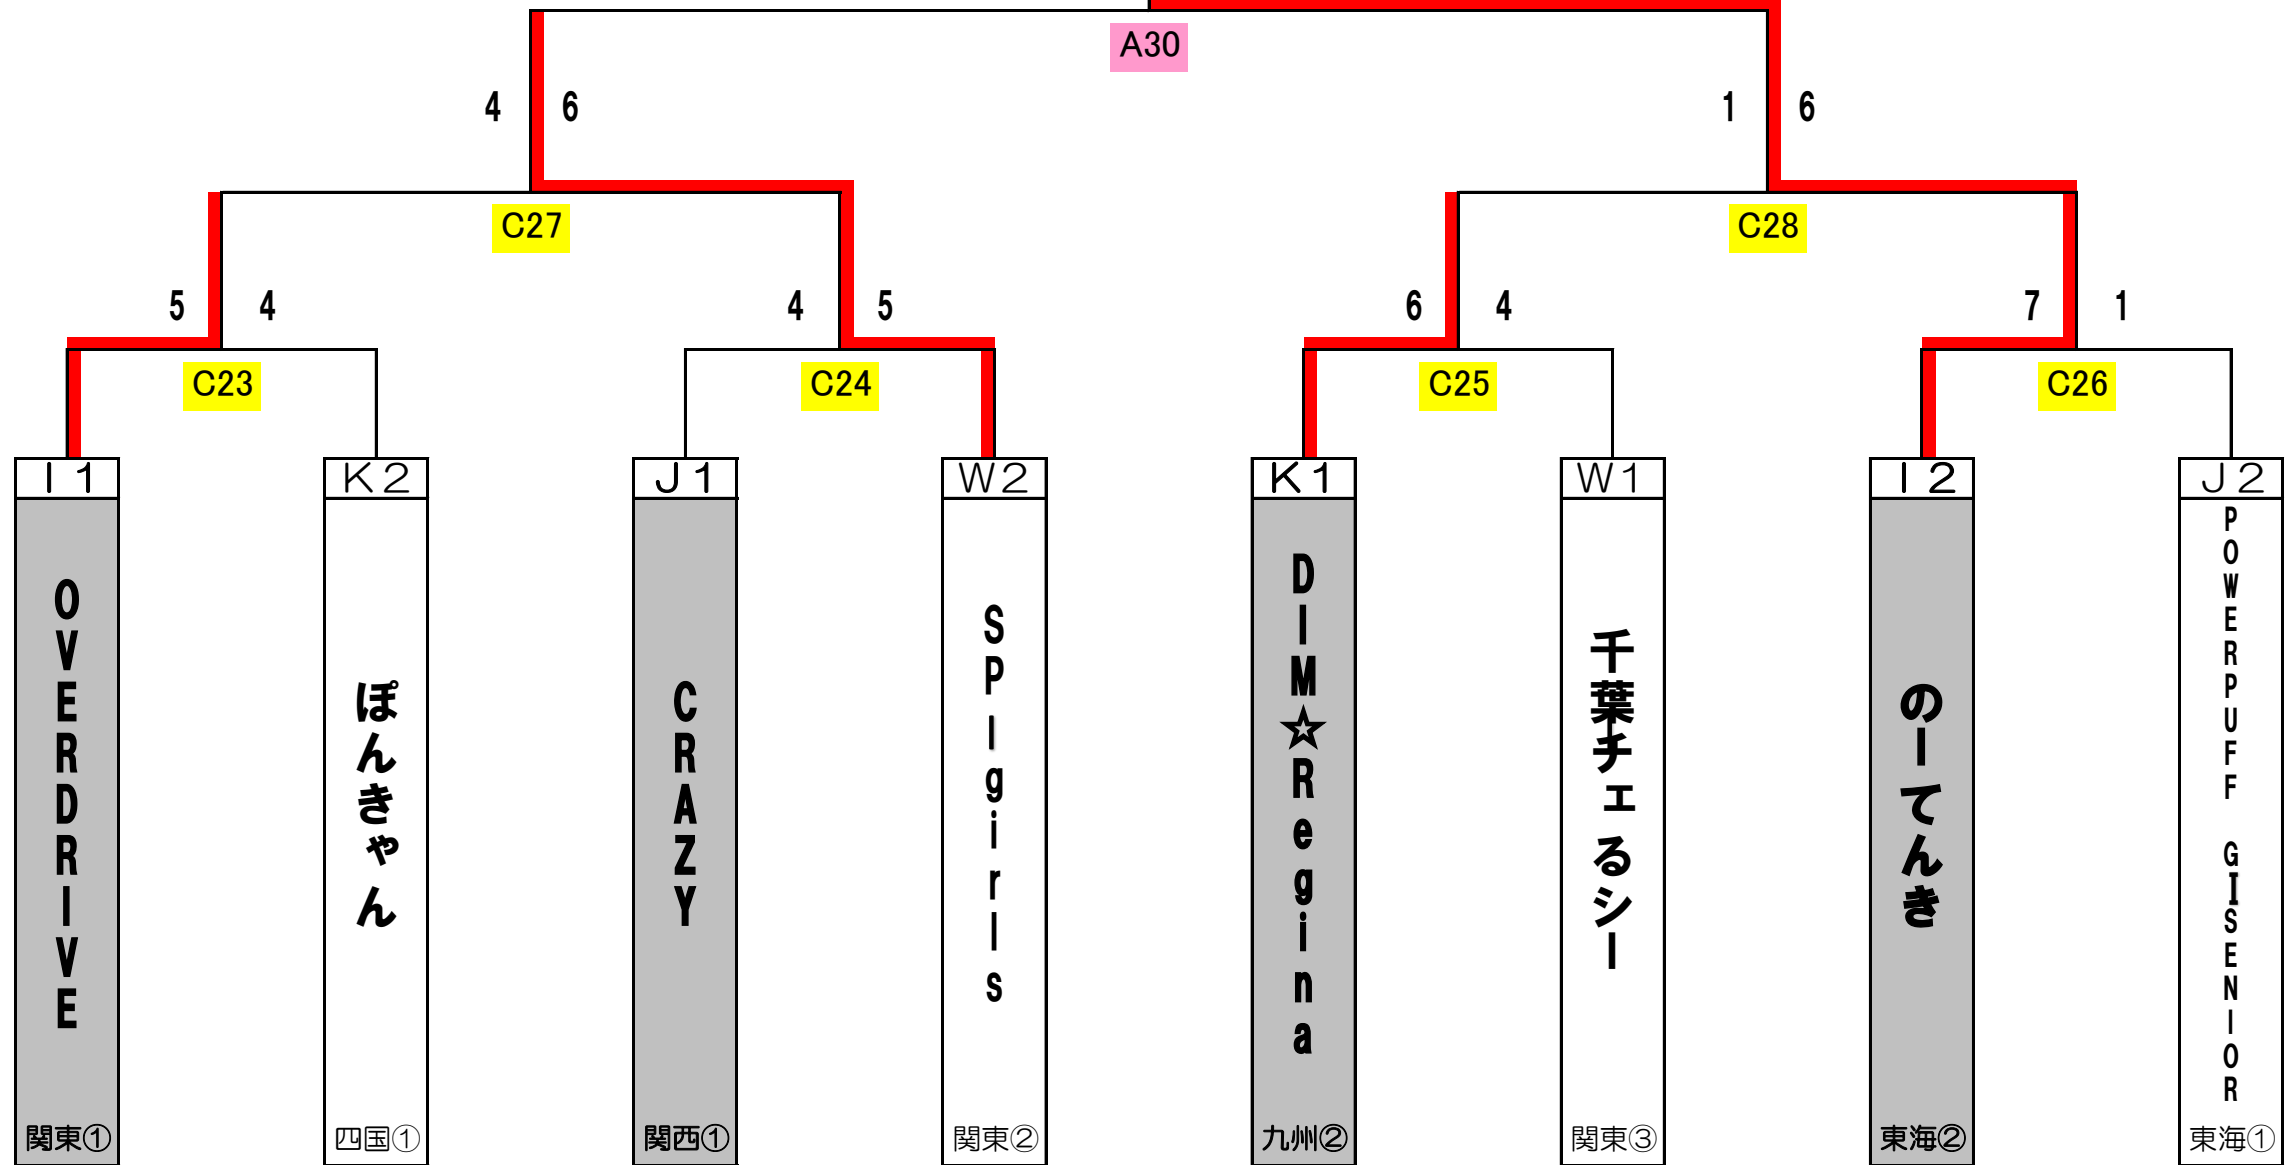 A30
4 6
1 6
C27
C28
5 4
4 5
6 4
7 1
C23
C24
C25
C26
I1
K2
J1
W2
K1
W1
I2
J2
OVERDRIVE
ぽんきゃん
CRAZY
SPIgirls
DIM☆Regina
千葉チェるシー
のーてんき
POWERPUFF GISENIOR
関東①
四国①
関西①
関東②
九州②
関東③
東海②
東海①